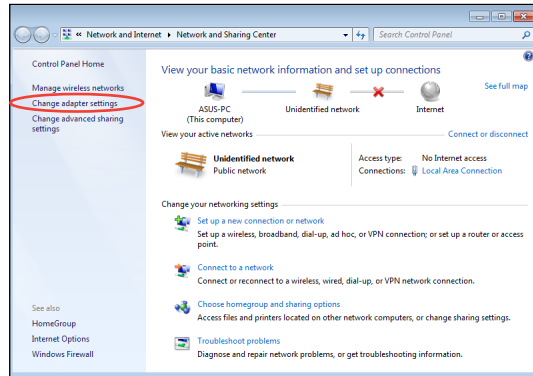 « Network and Internet ▸ Network and Sharing Center
Search Control Panel
Control Panel Home
Manage wireless networks
Change adapter settings
Change advanced sharing
settings
See also
HomeGroup
Internet Options
Windows Firewall
View your basic network information and set up connections
See full map
ASUS-PC
(This computer)
Unidentified network
Internet
View your active networks
Connect or disconnect
Unidentified network
Public network
Access type: No Internet access
Connections: Local Area Connection
Change your networking settings
Set up a new connection or network
Set up a wireless, broadband, dial-up, ad hoc, or VPN connection; or set up a router or access
point.
Connect to a network
Connect or reconnect to a wireless, wired, dial-up, or VPN network connection.
Choose homegroup and sharing options
Access files and printers located on other network computers, or change sharing settings.
Troubleshoot problems
Diagnose and repair network problems, or get troubleshooting information.